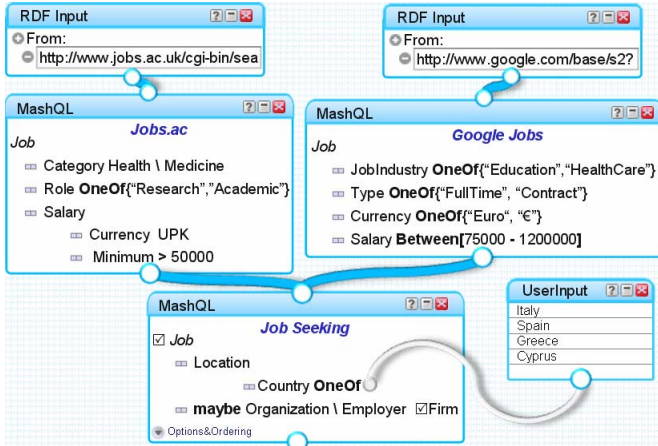 RDF Input
From:
http://www.jobs.ac.uk/cgi-bin/sea
RDF Input
From:
http://www.google.com/base/s2?
MashQL
Jobs.ac
Job
Category Health \ Medicine
Role OneOf{“Research”,”Academic”}
Salary
Currency UPK
Minimum > 50000
MashQL
Google Jobs
Job
JobIndustry OneOf{“Education”,“HealthCare”}
Type OneOf{“FullTime”, “Contract”}
Currency OneOf{“Euro“, “€”}
Salary Between[75000 - 1200000]
MashQL
Job Seeking
Job
Location
Country OneOf
maybe Organization \ Employer Firm
Options&Ordering
UserInput
Italy
Spain
Greece
Cyprus